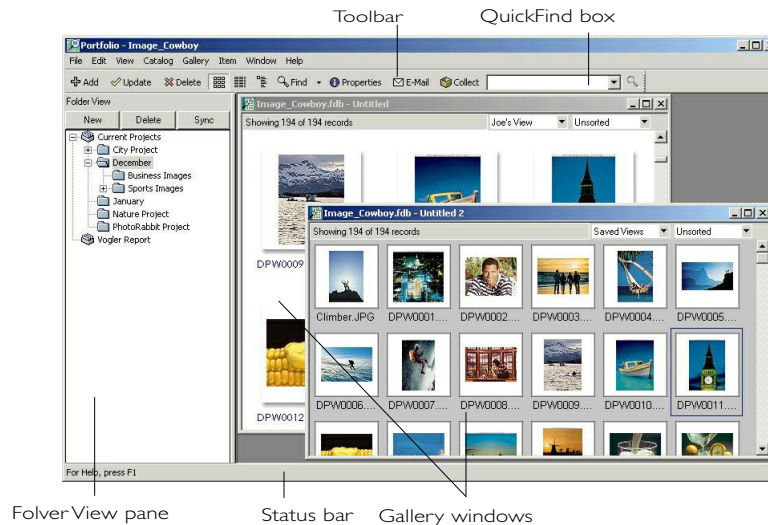 Toolbar
QuickFind box
Portfolio - Image_Cowboy
File Edit View Catalog Gallery Item Window Help
Add Update Delete Find Properties E-Mail Collect
Folder View
New Delete Sync
Current Projects
City Project
December
Business Images
Sports Images
January
Nature Project
PhotoRabbit Project
Vogler Report
Image_Cowboy.fdb - Untitled
Showing 194 of 194 records Joe's View Unsorted
DPW0009
DPW0012
Image_Cowboy.fdb - Untitled 2
Showing 194 of 194 records Saved Views Unsorted
Climber.JPG DPW0001.... DPW0002.... DPW0003.... DPW0004.... DPW0005....
DPW0006.... DPW0007.... DPW0008.... DPW0009.... DPW0010.... DPW0011....
For Help, press F1
Folver View pane
Status bar
Gallery windows